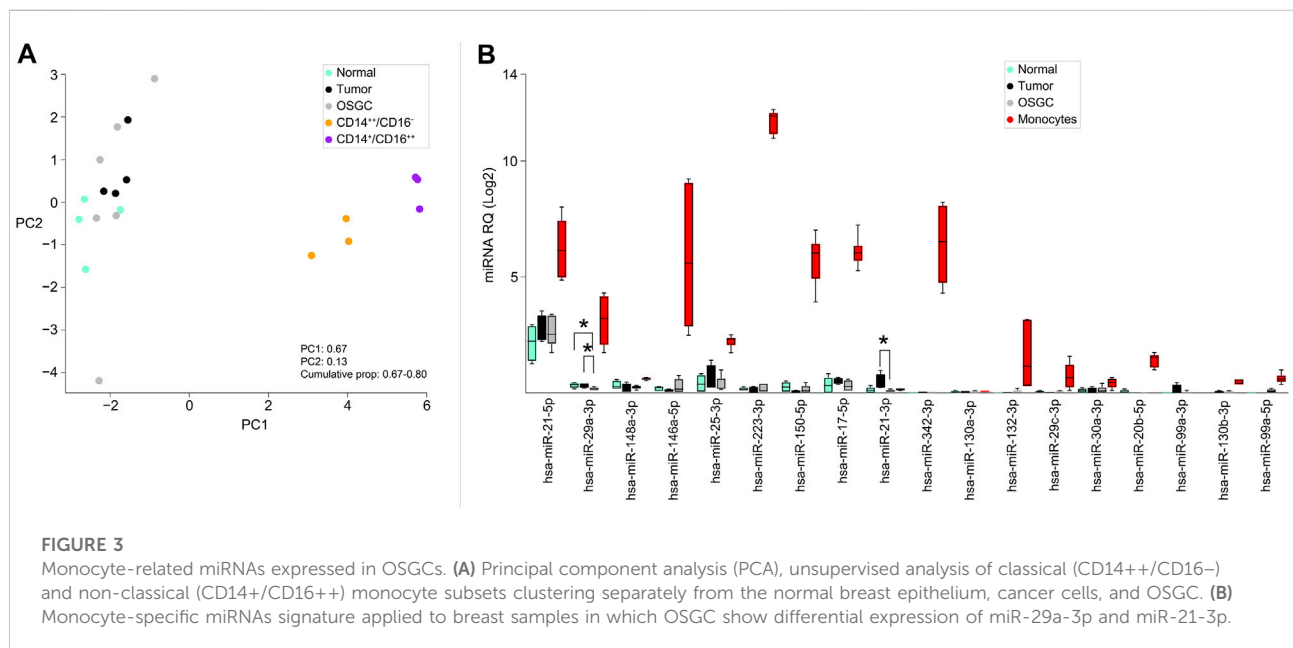 A
3
2
1
0
−1
−2
−3
−4
PC2
−2
0
2
4
6
PC1
Normal
Tumor
OSGC
CD14++/CD16-
CD14+/CD16++
PC1: 0.67
PC2: 0.13
Cumulative prop: 0.67-0.80
B
14
10
5
miRNA RQ (Log2)
Normal
Tumor
OSGC
Monocytes
*
*
*
hsa-miR-21-5p
hsa-miR-29a-3p
hsa-miR-148a-3p
hsa-miR-146a-5p
hsa-miR-25-3p
hsa-miR-223-3p
hsa-miR-150-5p
hsa-miR-17-5p
hsa-miR-21-3p
hsa-miR-342-3p
hsa-miR-130a-3p
hsa-miR-132-3p
hsa-miR-29c-3p
hsa-miR-30a-3p
hsa-miR-20b-5p
hsa-miR-99a-3p
hsa-miR-130b-3p
hsa-miR-99a-5p
FIGURE 3
Monocyte-related miRNAs expressed in OSGCs. (A) Principal component analysis (PCA), unsupervised analysis of classical (CD14++/CD16−)
and non-classical (CD14+/CD16++) monocyte subsets clustering separately from the normal breast epithelium, cancer cells, and OSGC. (B)
Monocyte-specific miRNAs signature applied to breast samples in which OSGC show differential expression of miR-29a-3p and miR-21-3p.